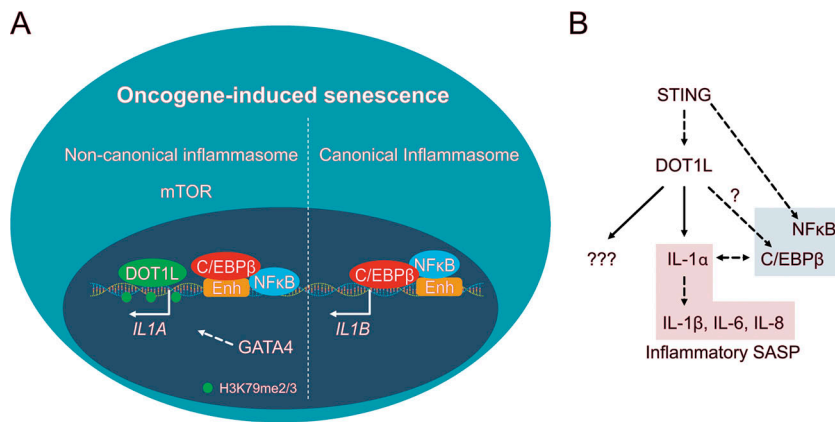 A
Oncogene-induced senescence
Non-canonical inflammasome
Canonical Inflammasome
mTOR
DOT1L
C/EBPβ
NFκB
Enh
C/EBPβ
NFκB
Enh
IL1A
IL1B
GATA4
H3K79me2/3
B
STING
DOT1L
?
NFκB
???
IL-1α
C/EBPβ
IL-1β, IL-6, IL-8
Inflammatory SASP